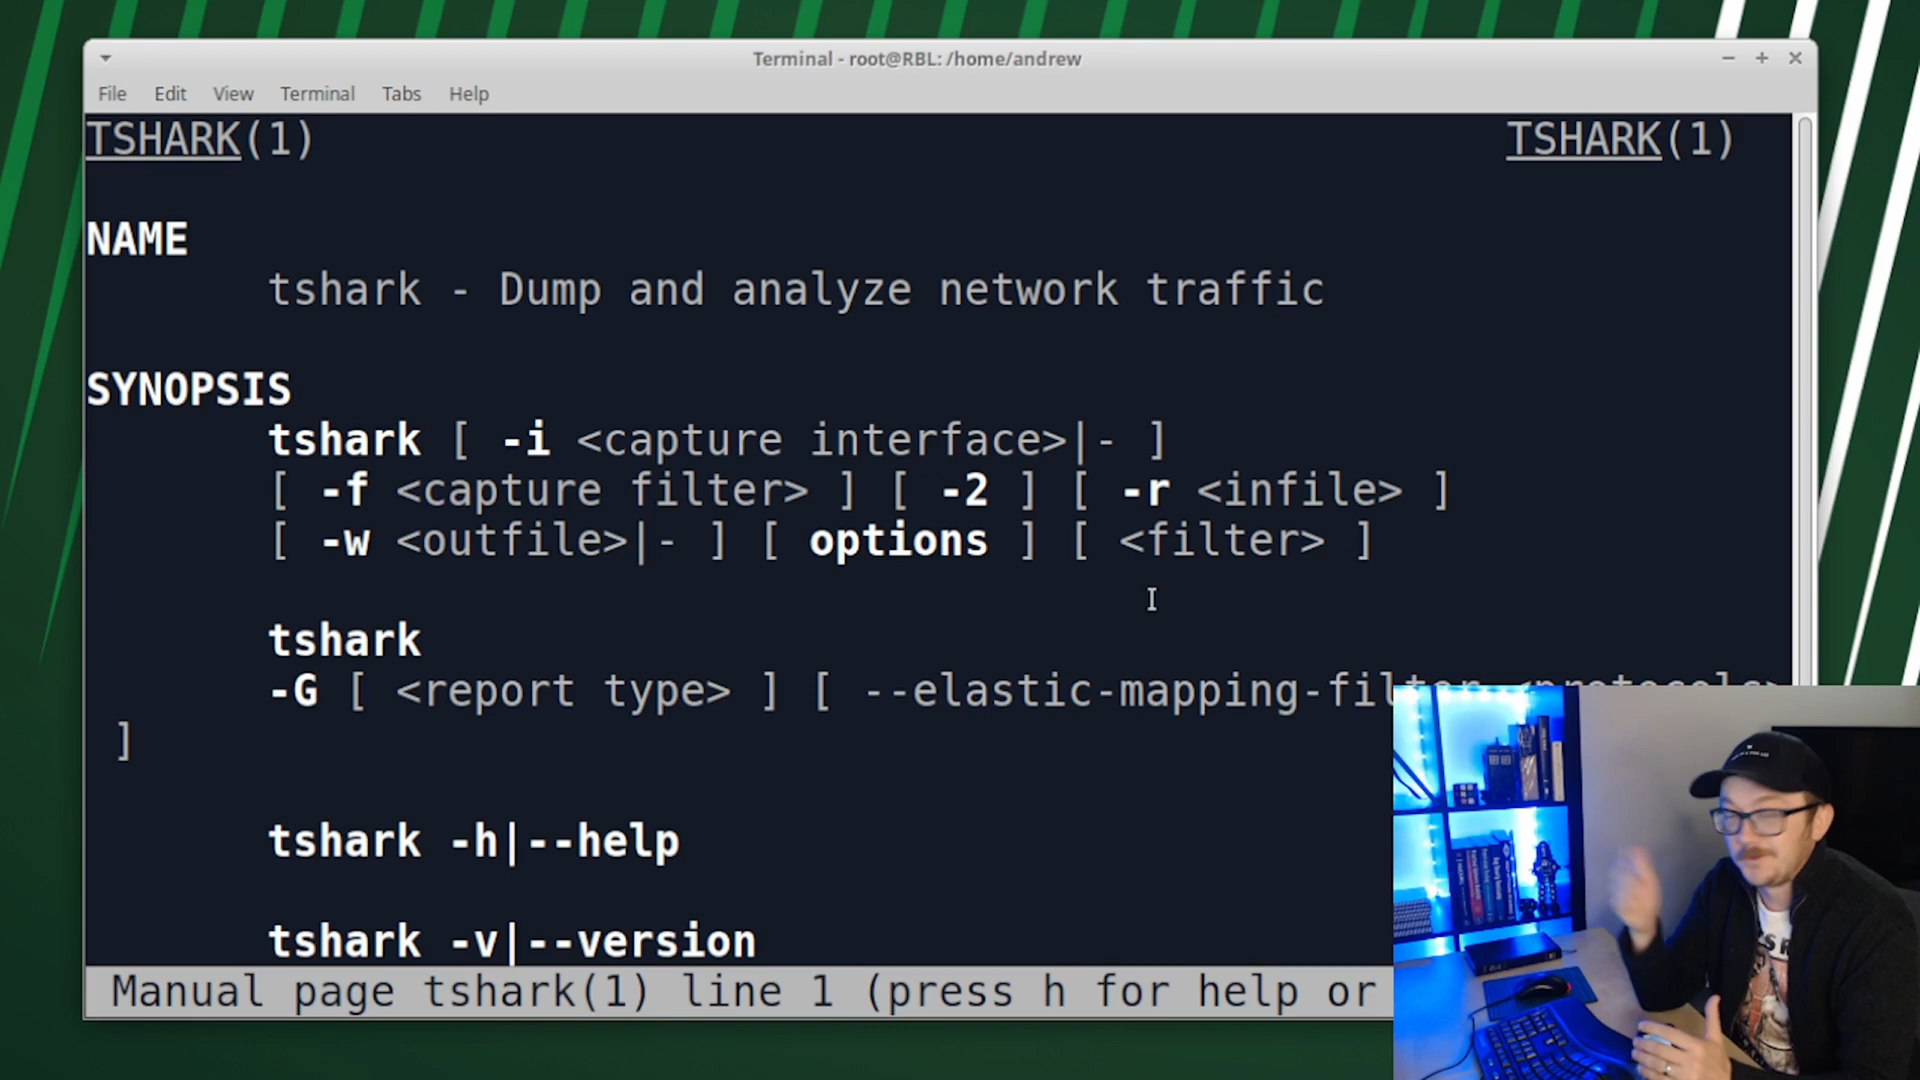 Terminal - root@RBL: /home/andrew
File Edit View Terminal Tabs Help
TSHARK(1) TSHARK(1)
NAME
tshark - Dump and analyze network traffic
SYNOPSIS
tshark [ -i <capture interface>|- ]
[ -f <capture filter> ] [ -2 ] [ -r <infile> ]
[ -w <outfile>|- ] [ options ] [ <filter> ]
tshark
-G [ <report type> ] [ --elastic-mapping-filter <protocols>
]
tshark -h|--help
tshark -v|--version
Manual page tshark(1) line 1 (press h for help or